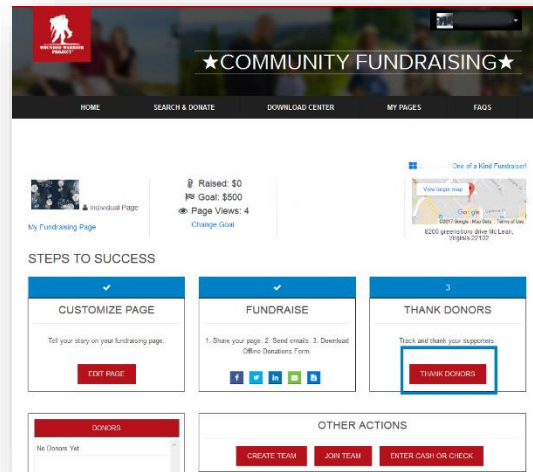 WOUNDED WARRIOR
PROJECT
★COMMUNITY FUNDRAISING★
HOME SEARCH & DONATE DOWNLOAD CENTER MY PAGES FAQS
One of a Kind Fundraiser!
Individual Page
My Fundraising Page
Raised: $0
Goal: $500
Page Views: 4
Change Goal
View larger map
Google
©2017 Google - Map Data Terms of Use
8200 greensboro drive Mc Lean,
Virginia 22102
STEPS TO SUCCESS
CUSTOMIZE PAGE
Tell your story on your fundraising page.
EDIT PAGE
FUNDRAISE
1. Share your page. 2. Send emails. 3. Download
Offline Donations Form.
3
THANK DONORS
Track and thank your supporters.
THANK DONORS
DONORS
No Donors Yet.
OTHER ACTIONS
CREATE TEAM JOIN TEAM ENTER CASH OR CHECK